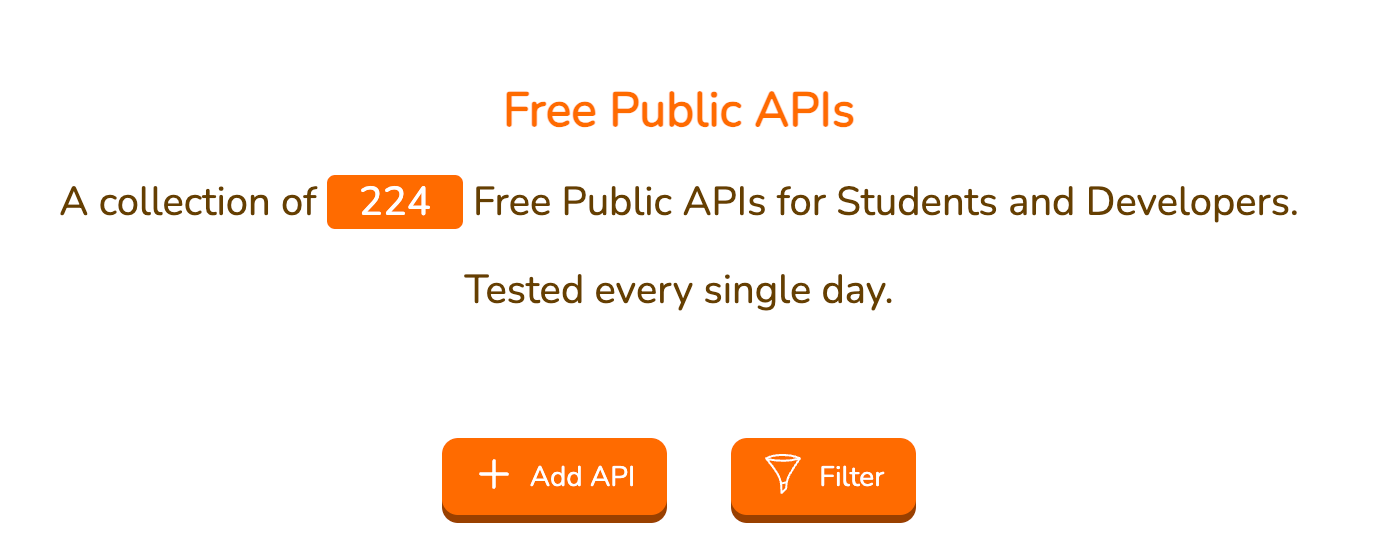 Free Public APIs
A collection of 224 Free Public APIs for Students and Developers.
Tested every single day.
Add API
Filter